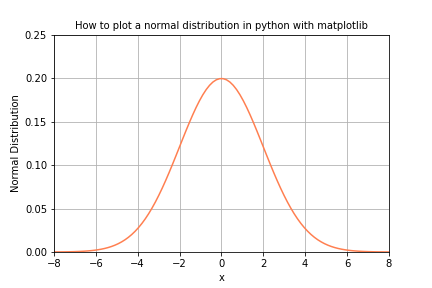 How to plot a normal distribution in python with matplotlib
0.25
0.20
0.15
0.10
0.05
0.00
Normal Distribution
−8 −6 −4 −2 0 2 4 6 8
x